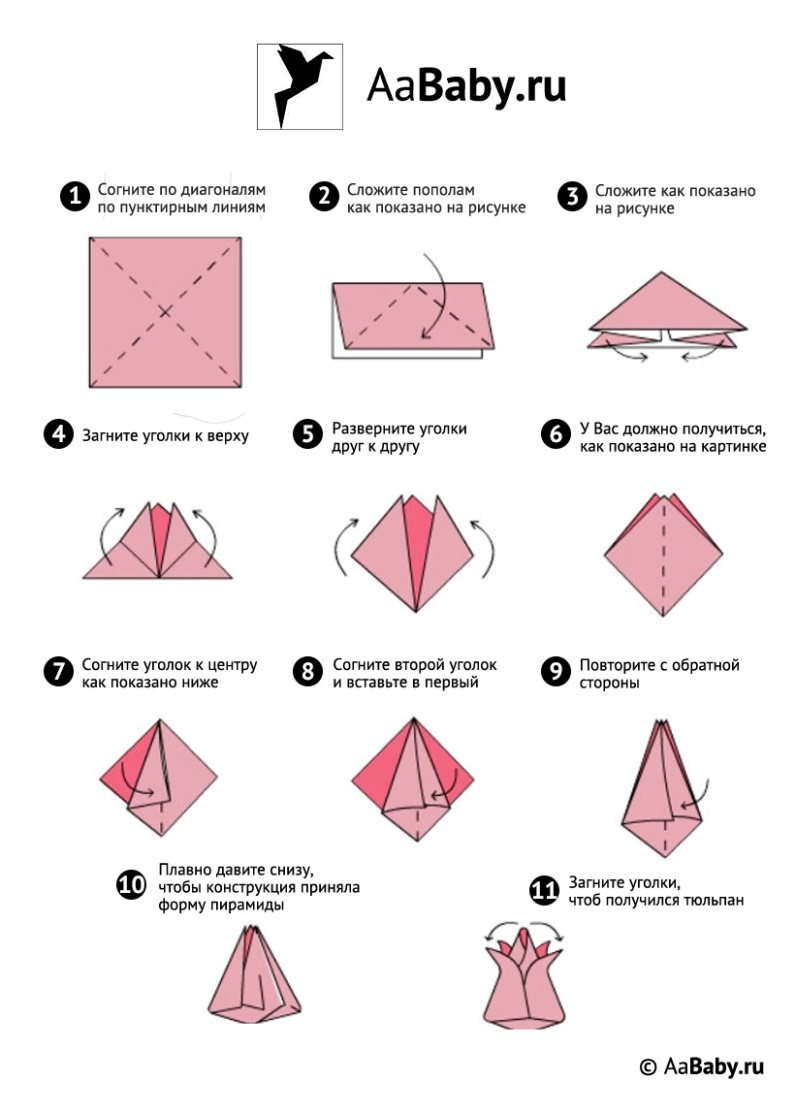 AaBaby.ru
1 Согните по диагоналям
по пунктирным линиям
2 Сложите пополам
как показано на рисунке
3 Сложите как показано
на рисунке
4 Загните уголки к верху
5 Разверните уголки
друг к другу
6 У Вас должно получиться,
как показано на картинке
7 Согните уголок к центру
как показано ниже
8 Согните второй уголок
и вставьте в первый
9 Повторите с обратной
стороны
10 Плавно давите снизу,
чтобы конструкция приняла
форму пирамиды
11 Загните уголки,
чтоб получился тюльпан
© AaBaby.ru